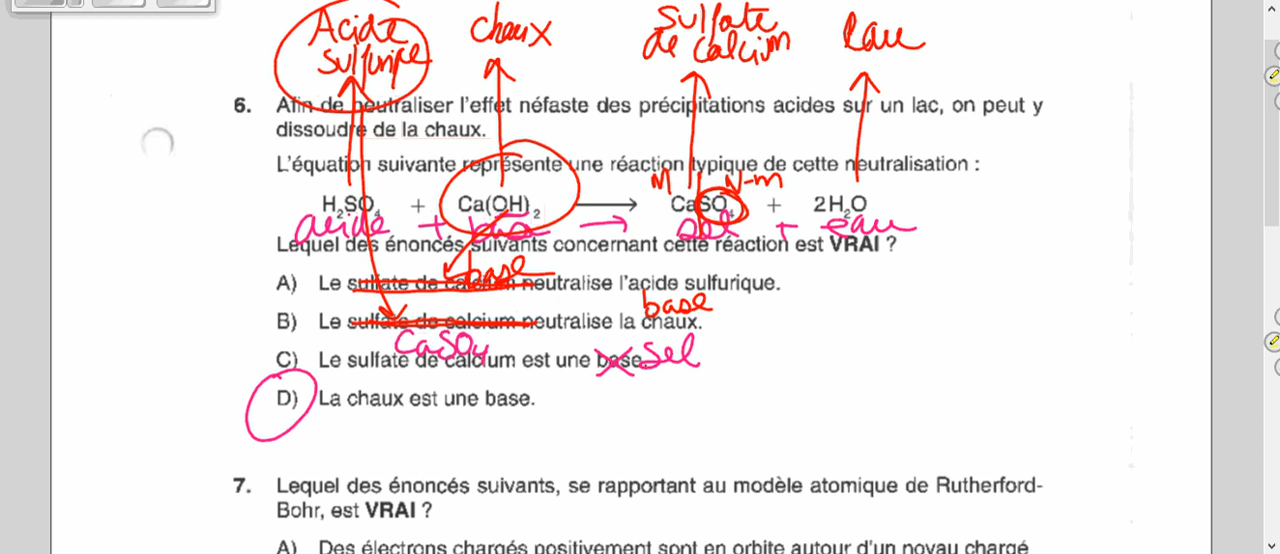 Acide chaux sulfate eau
sulfurique de calcium
6. Afin de neutraliser l'effet néfaste des précipitations acides sur un lac, on peut y
dissoudre de la chaux.
L'équation suivante représente une réaction typique de cette neutralisation :
M N-m
H₂SO₄ + Ca(OH)₂ → CaSO₄ + 2H₂O
acide + base → sel + eau
Lequel des énoncés suivants concernant cette réaction est VRAI ?
base
A) Le sulfate de calcium neutralise l'acide sulfurique.
base
B) Le sulfate de calcium neutralise la chaux.
CaSO₄
C) Le sulfate de calcium est une base. sel
D) La chaux est une base.
7. Lequel des énoncés suivants, se rapportant au modèle atomique de Rutherford-
Bohr, est VRAI ?
A) Des électrons chargés positivement sont en orbite autour d'un noyau chargé